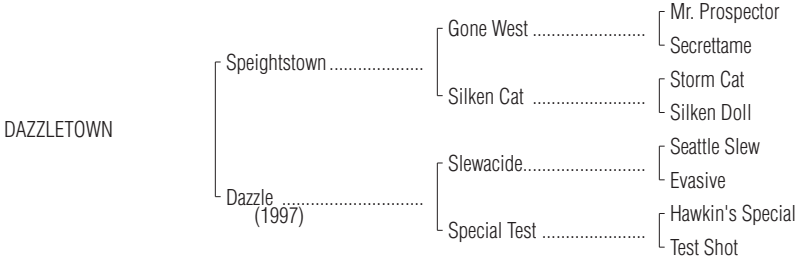 Mr. Prospector
Gone West ........................
Secrettame
Speightstown ....................
Storm Cat
Silken Cat ........................
Silken Doll
DAZZLETOWN
Seattle Slew
Slewacide..........................
Evasive
Dazzle ..............................
(1997)
Hawkin's Special
Special Test ......................
Test Shot